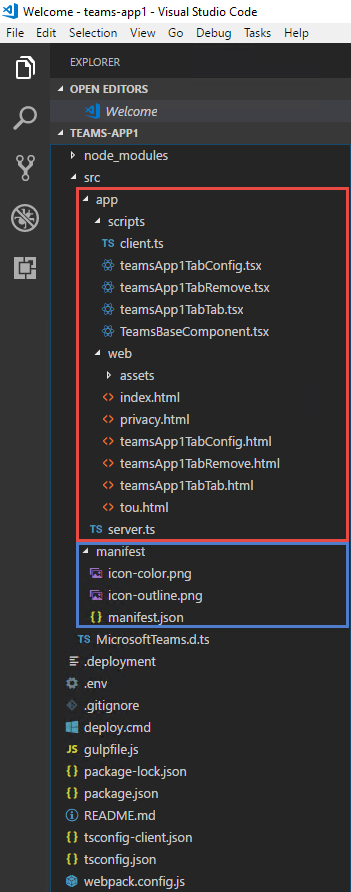 Welcome - teams-app1 - Visual Studio Code
File Edit Selection View Go Debug Tasks Help
EXPLORER
OPEN EDITORS
Welcome
TEAMS-APP1
node_modules
src
app
scripts
TS client.ts
teamsApp1TabConfig.tsx
teamsApp1TabRemove.tsx
teamsApp1TabTab.tsx
TeamsBaseComponent.tsx
web
assets
<> index.html
<> privacy.html
<> teamsApp1TabConfig.html
<> teamsApp1TabRemove.html
<> teamsApp1TabTab.html
<> tou.html
TS server.ts
manifest
icon-color.png
icon-outline.png
{ } manifest.json
TS MicrosoftTeams.d.ts
.deployment
.env
.gitignore
deploy.cmd
JS gulpfile.js
{ } package-lock.json
{ } package.json
README.md
{ } tsconfig-client.json
{ } tsconfig.json
webpack.config.js